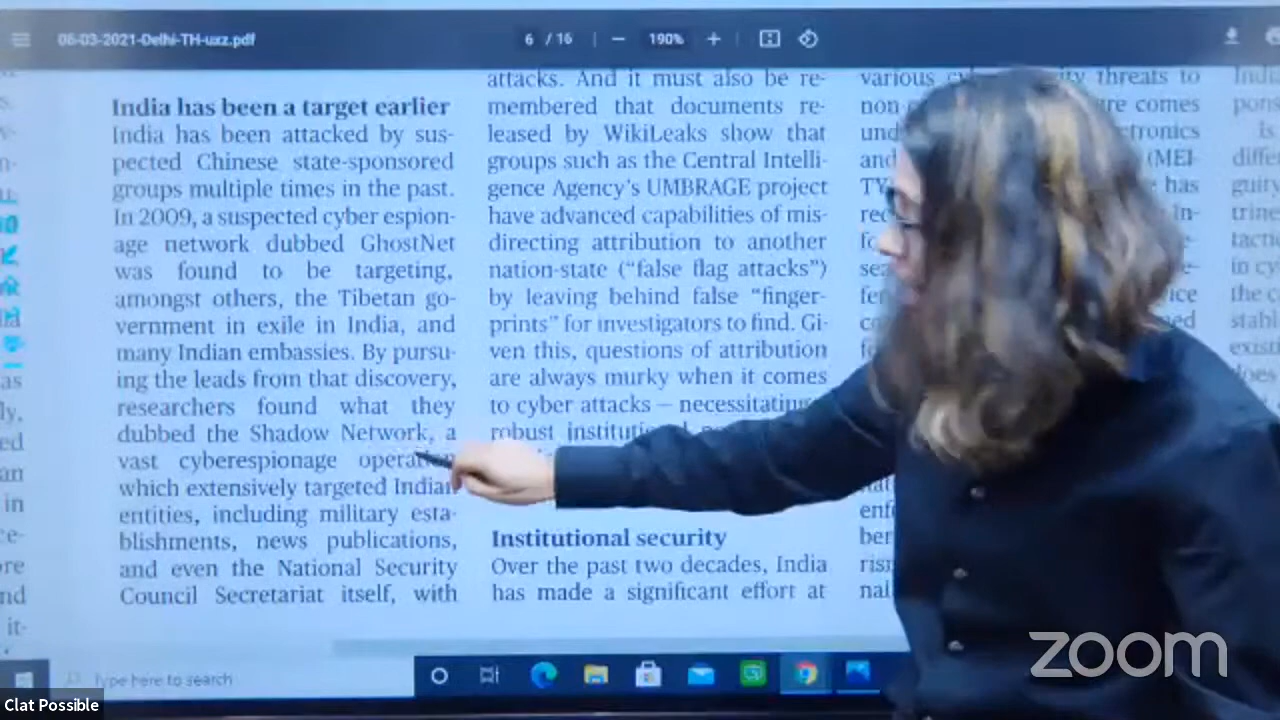 06-03-2021-Delhi-TH-uxz.pdf
6 / 16
190%
India has been a target earlier
India has been attacked by sus-
pected Chinese state-sponsored
groups multiple times in the past.
In 2009, a suspected cyber espion-
age network dubbed GhostNet
was found to be targeting,
amongst others, the Tibetan go-
vernment in exile in India, and
many Indian embassies. By pursu-
ing the leads from that discovery,
researchers found what they
dubbed the Shadow Network, a
vast cyberespionage operation
which extensively targeted Indian
entities, including military esta-
blishments, news publications,
and even the National Security
Council Secretariat itself, with
attacks. And it must also be re-
membered that documents re-
leased by WikiLeaks show that
groups such as the Central Intelli-
gence Agency's UMBRAGE project
have advanced capabilities of mis-
directing attribution to another
nation-state ("false flag attacks")
by leaving behind false "finger-
prints" for investigators to find. Gi-
ven this, questions of attribution
are always murky when it comes
to cyber attacks — necessitating
robust
Institutional security
Over the past two decades, India
has made a significant effort at
various threats to
non comes
and (MEI-
has
Type here to search
zoom
Clat Possible